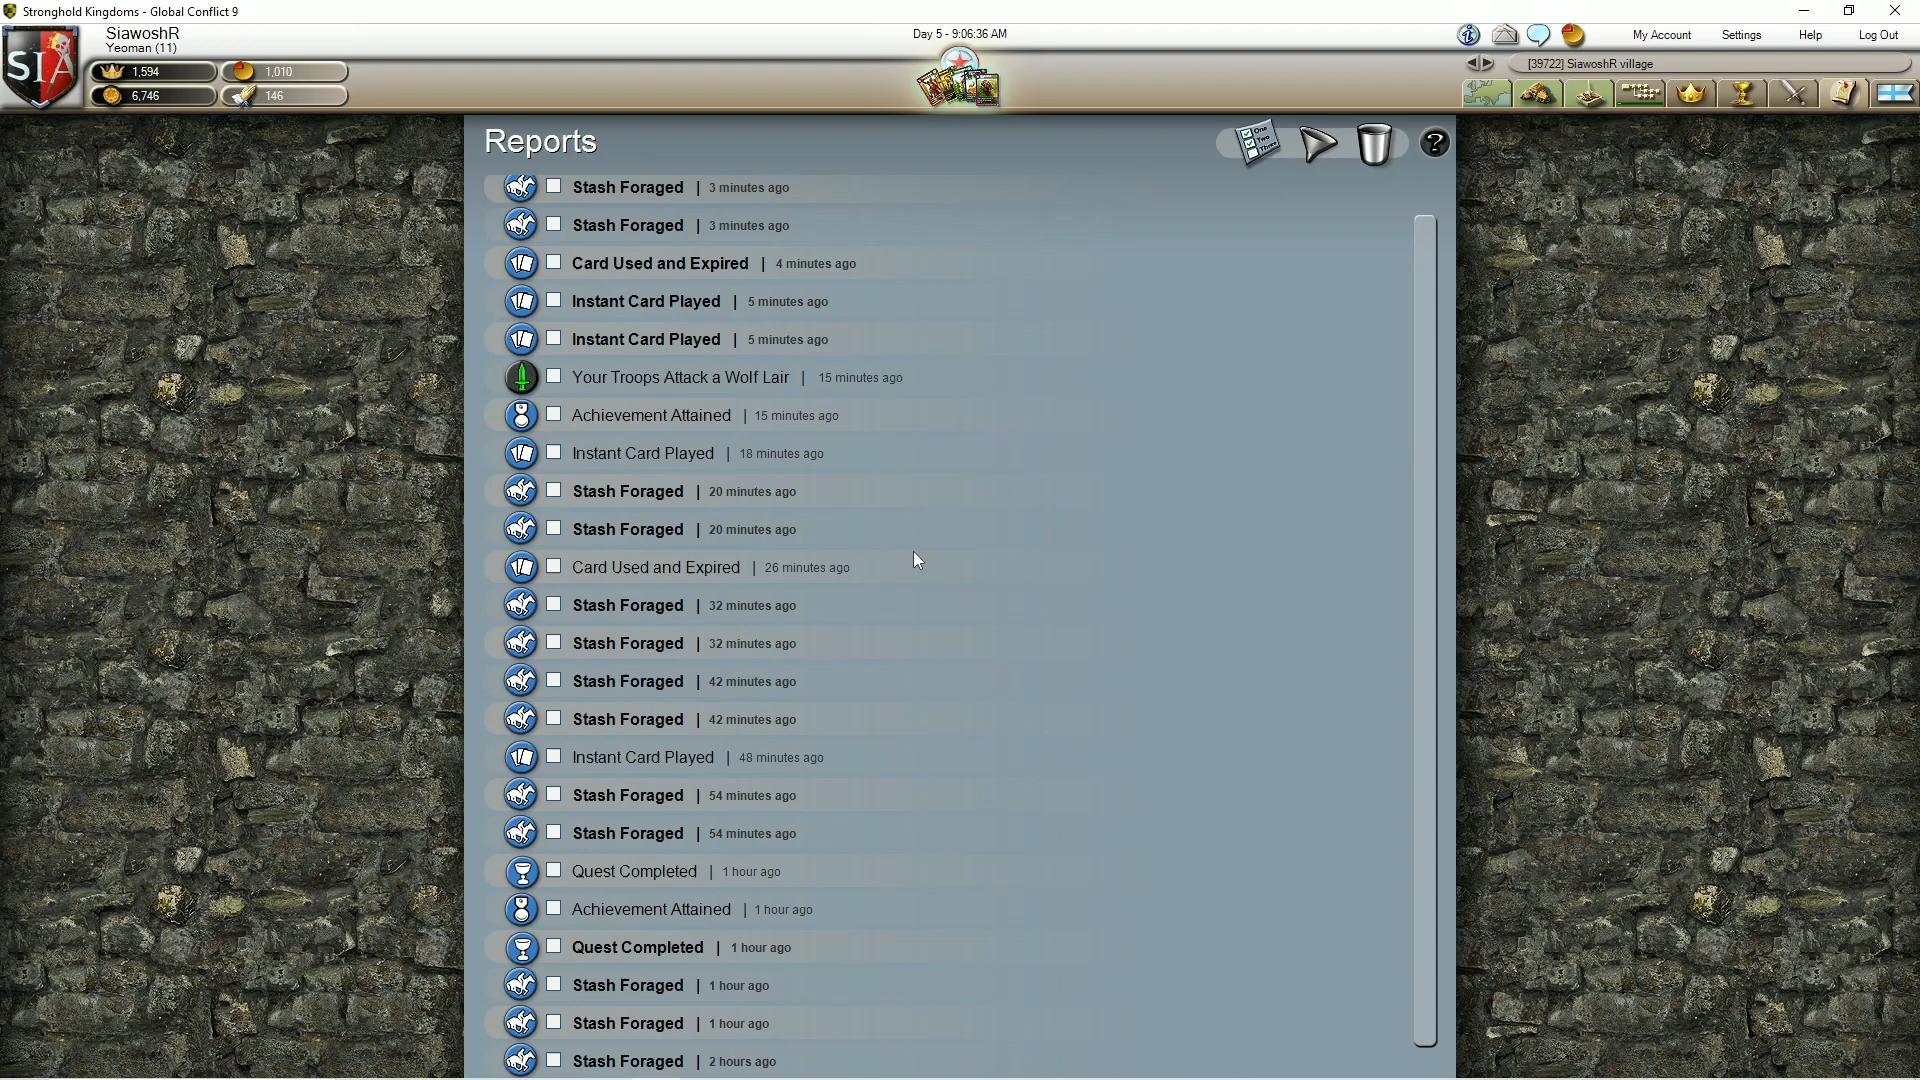 Stronghold Kingdoms - Global Conflict 9
SiawoshR
Yeoman (11)
Day 5 - 9:06:36 AM
My Account Settings Help Log Out
SIA
1,594 1,010
6,746 146
[39722] SiawoshR village
Reports
One
Two
Three
?
Stash Foraged | 3 minutes ago
Stash Foraged | 3 minutes ago
Card Used and Expired | 4 minutes ago
Instant Card Played | 5 minutes ago
Instant Card Played | 5 minutes ago
Your Troops Attack a Wolf Lair | 15 minutes ago
Achievement Attained | 15 minutes ago
Instant Card Played | 18 minutes ago
Stash Foraged | 20 minutes ago
Stash Foraged | 20 minutes ago
Card Used and Expired | 26 minutes ago
Stash Foraged | 32 minutes ago
Stash Foraged | 32 minutes ago
Stash Foraged | 42 minutes ago
Stash Foraged | 42 minutes ago
Instant Card Played | 48 minutes ago
Stash Foraged | 54 minutes ago
Stash Foraged | 54 minutes ago
Quest Completed | 1 hour ago
Achievement Attained | 1 hour ago
Quest Completed | 1 hour ago
Stash Foraged | 1 hour ago
Stash Foraged | 1 hour ago
Stash Foraged | 2 hours ago